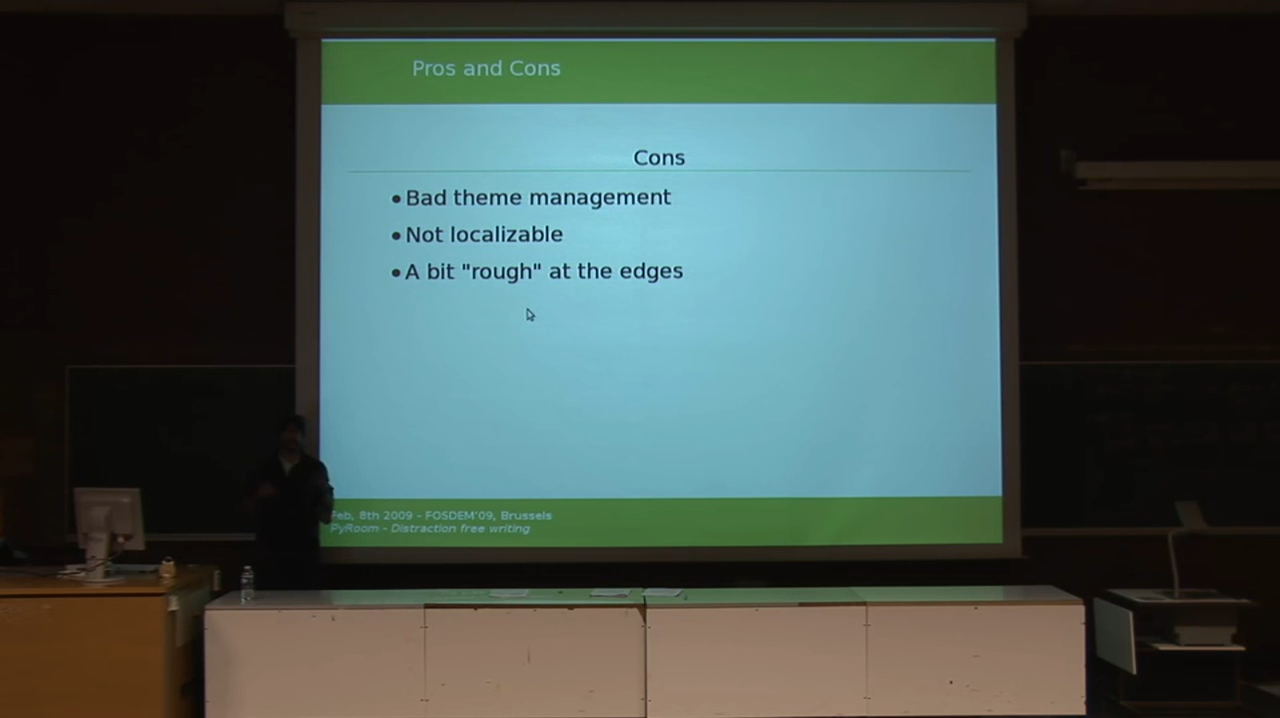 Pros and Cons
Cons
• Bad theme management
• Not localizable
• A bit "rough" at the edges
Feb, 8th 2009 - FOSDEM'09, Brussels
PyRoom - Distraction free writing